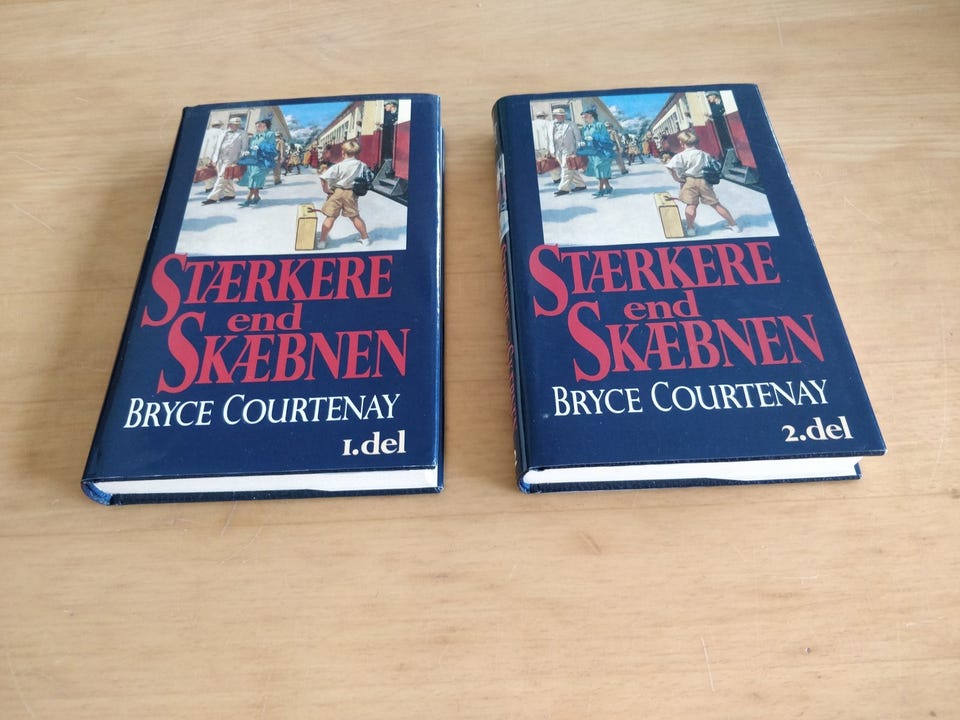 STÆRKERE
end
SKÆBNEN
BRYCE COURTENAY
1.del
STÆRKERE
end
SKÆBNEN
BRYCE COURTENAY
2.del